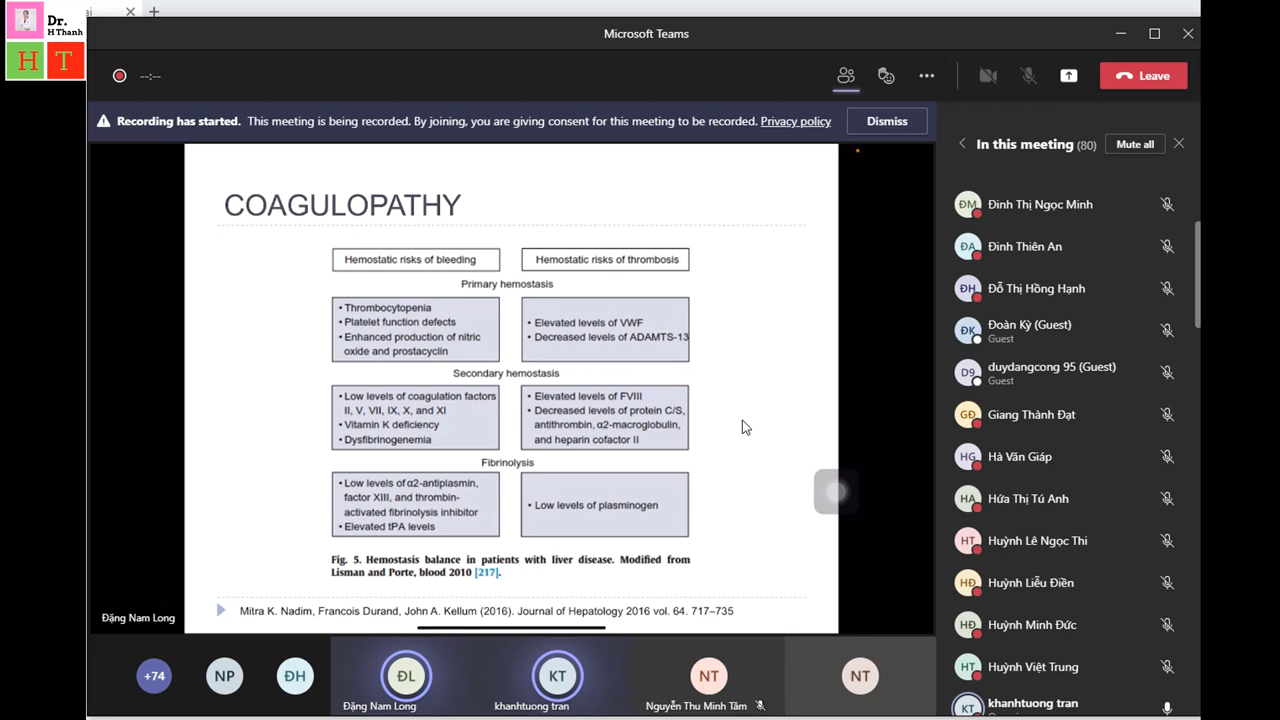 ai
Dr.
H Thanh
H T
Microsoft Teams
--:--
Leave
Recording has started. This meeting is being recorded. By joining, you are giving consent for this meeting to be recorded. Privacy policy
Dismiss
In this meeting (80)
Mute all
COAGULOPATHY
Hemostatic risks of bleeding
Hemostatic risks of thrombosis
Primary hemostasis
• Thrombocytopenia
• Platelet function defects
• Enhanced production of nitric
oxide and prostacyclin
• Elevated levels of VWF
• Decreased levels of ADAMTS-13
Secondary hemostasis
• Low levels of coagulation factors
II, V, VII, IX, X, and XI
• Vitamin K deficiency
• Dysfibrinogenemia
• Elevated levels of FVIII
• Decreased levels of protein C/S,
antithrombin, α2-macroglobulin,
and heparin cofactor II
Fibrinolysis
• Low levels of α2-antiplasmin,
factor XIII, and thrombin-
activated fibrinolysis inhibitor
• Elevated tPA levels
• Low levels of plasminogen
Fig. 5. Hemostasis balance in patients with liver disease. Modified from
Lisman and Porte, blood 2010 [217].
Mitra K. Nadim, Francois Durand, John A. Kellum (2016). Journal of Hepatology 2016 vol. 64. 717–735
Đặng Nam Long
+74
NP
ĐH
ĐL
Đặng Nam Long
KT
khanhtuong tran
NT
Nguyễn Thu Minh Tâm
NT
ĐM
Đinh Thị Ngọc Minh
ĐA
Đinh Thiên An
ĐH
Đỗ Thị Hồng Hạnh
ĐK
Đoàn Kỳ (Guest)
Guest
D9
duydangcong 95 (Guest)
Guest
GĐ
Giang Thành Đạt
HG
Hà Văn Giáp
HA
Hứa Thị Tú Anh
HT
Huỳnh Lê Ngọc Thi
HĐ
Huỳnh Liễu Điền
HĐ
Huỳnh Minh Đức
HT
Huỳnh Việt Trung
KT
khanhtuong tran